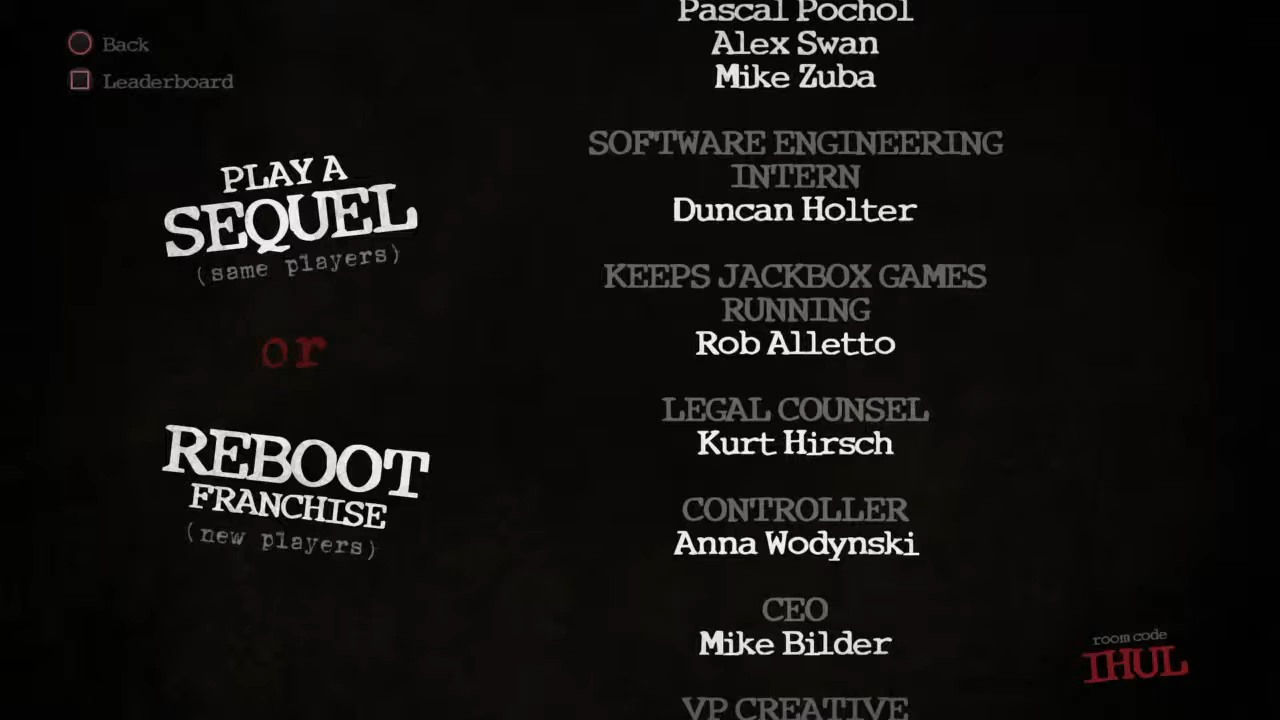 Back
Leaderboard
PLAY A
SEQUEL
(same players)
or
REBOOT
FRANCHISE
(new players)
Pascal Pochol
Alex Swan
Mike Zuba
SOFTWARE ENGINEERING
INTERN
Duncan Holter
KEEPS JACKBOX GAMES
RUNNING
Rob Alletto
LEGAL COUNSEL
Kurt Hirsch
CONTROLLER
Anna Wodynski
CEO
Mike Bilder
VP CREATIVE
room code
IHUL